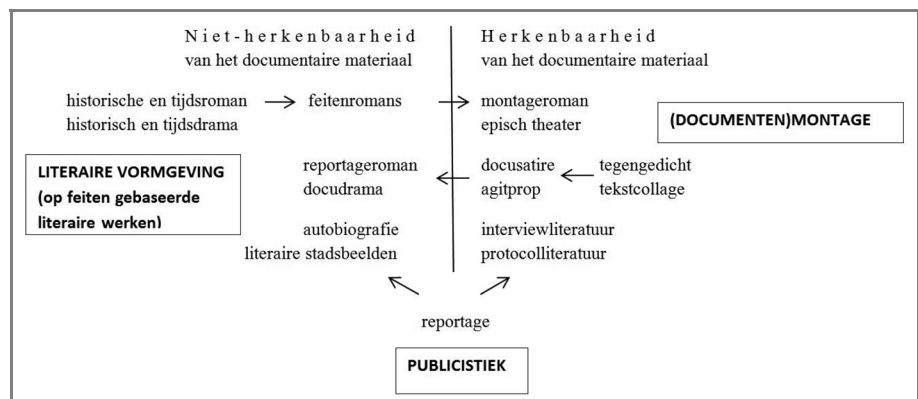 Niet-herkenbaarheid
van het documentaire materiaal
Herkenbaarheid
van het documentaire materiaal
historische en tijdsroman
historisch en tijdsdrama
feitenromans
montageroman
episch theater
(DOCUMENTEN)MONTAGE
LITERAIRE VORMGEVING
(op feiten gebaseerde
literaire werken)
reportageroman
docudrama
docusatire
agitprop
tegengedicht
tekstcollage
autobiografie
literaire stadsbeelden
interviewliteratuur
protocolliteratuur
reportage
PUBLICISTIEK